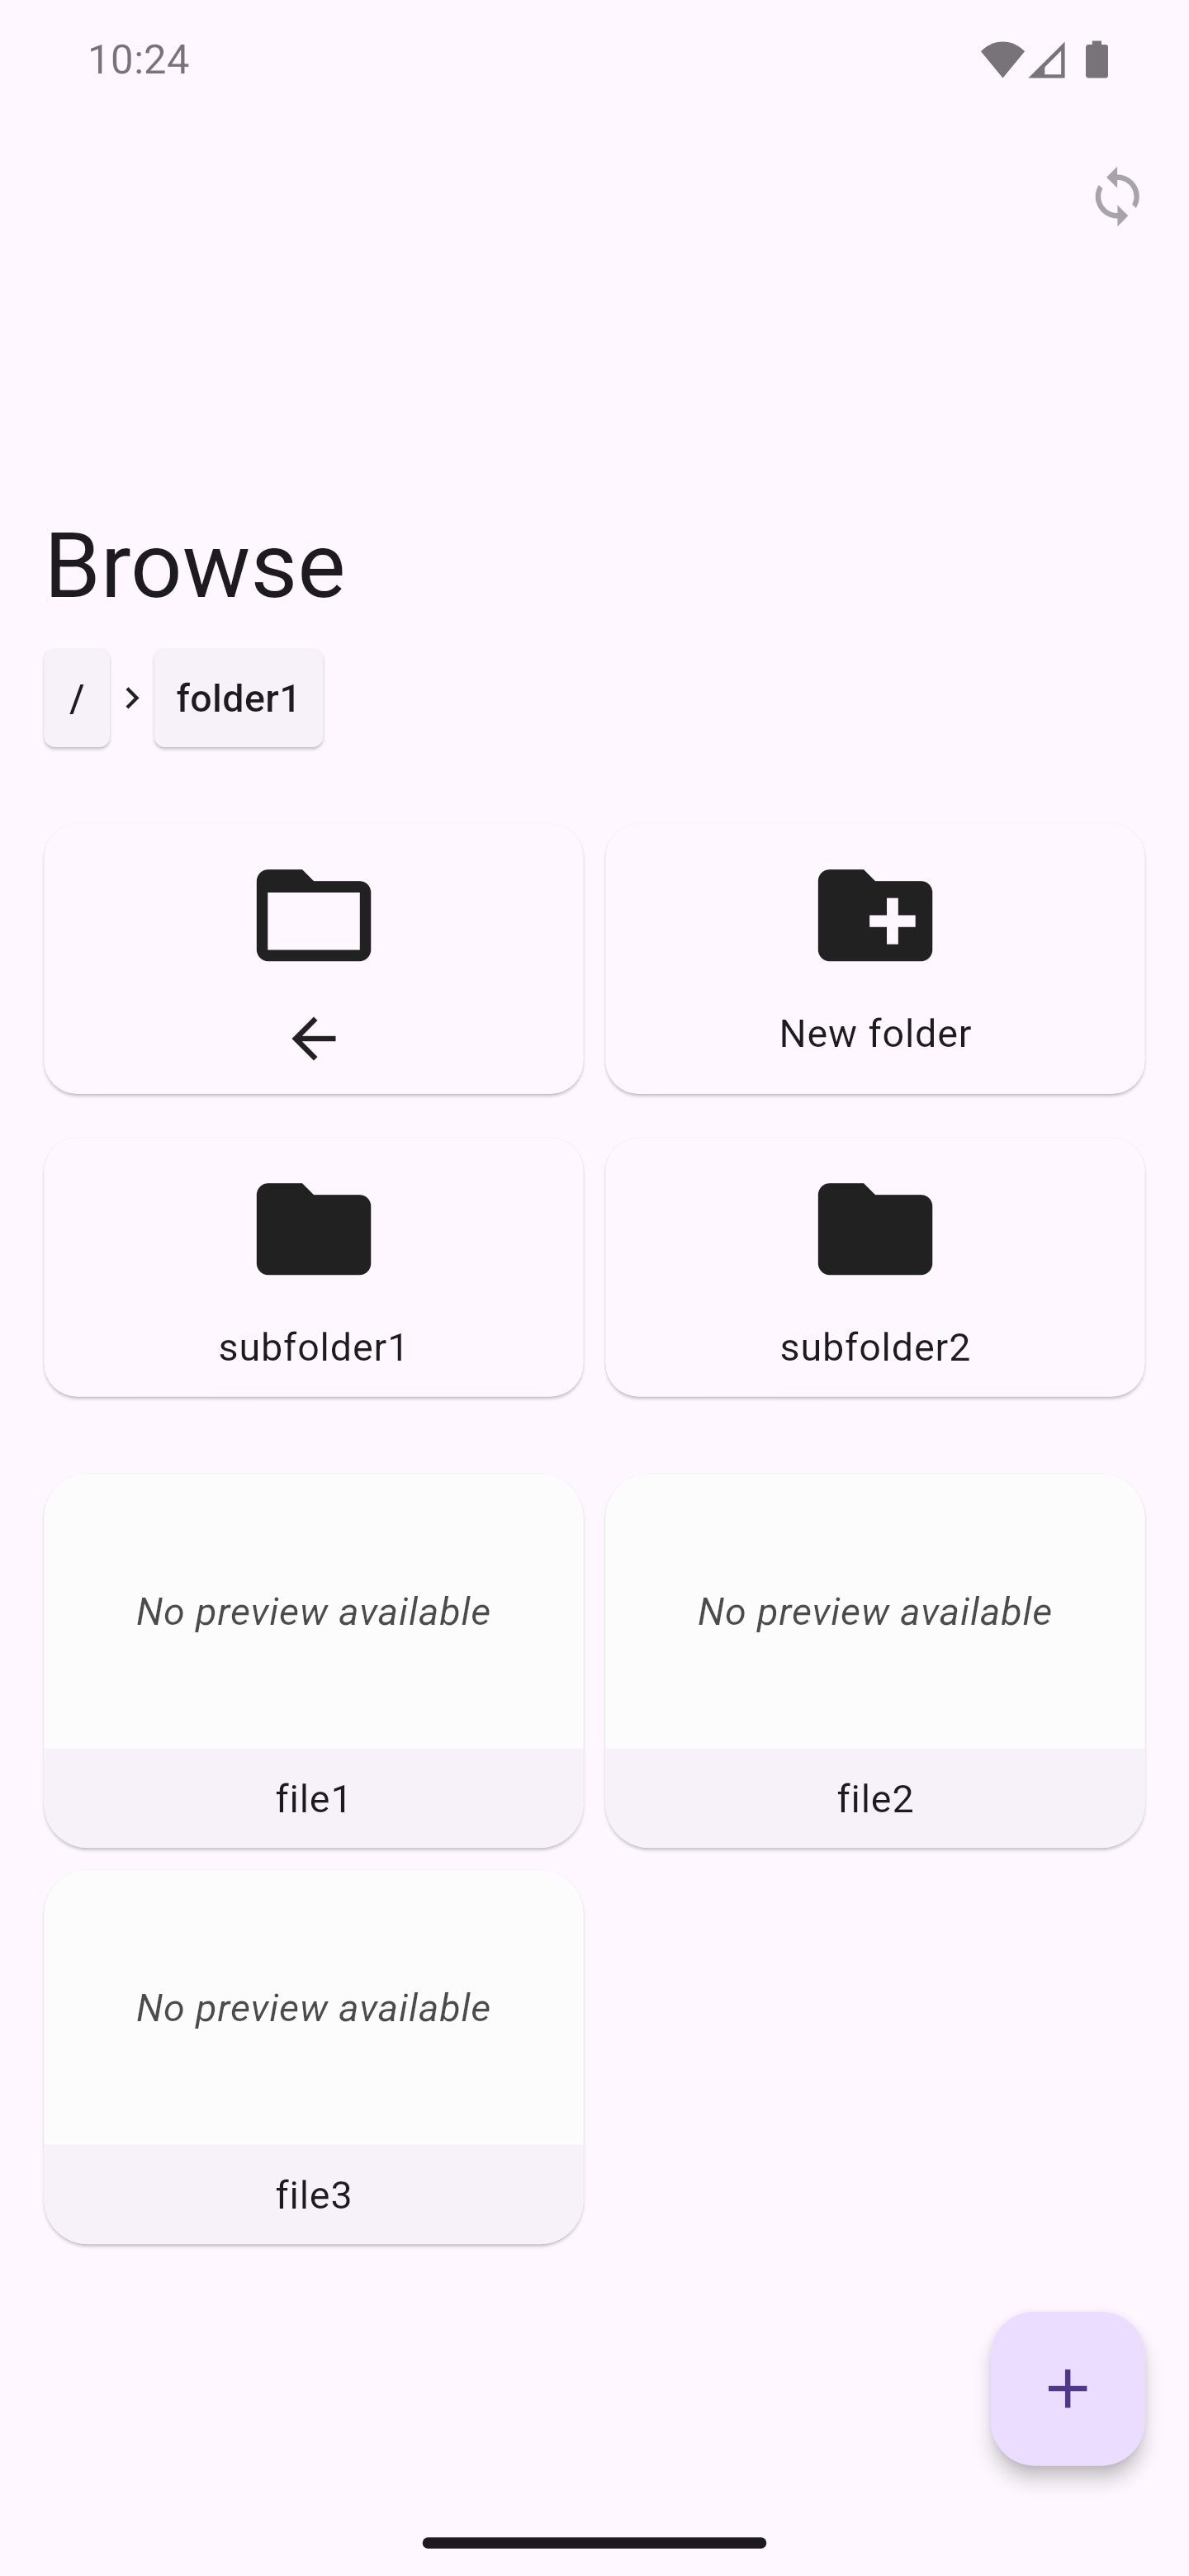 10:24
Browse
/ > folder1
New folder
subfolder1 subfolder2
No preview available No preview available
file1 file2
No preview available
file3